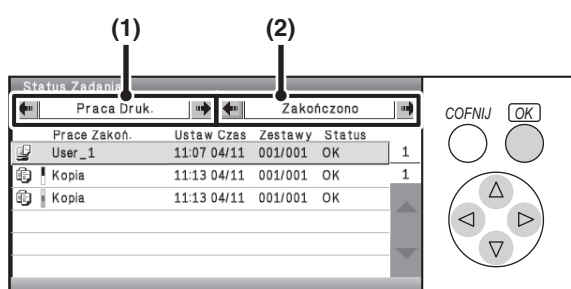 (1) (2)
Status Zadania
Praca Druk. Zakończono
COFNIJ OK
Prace Zakoń. Ustaw Czas Zestawy Status
User_1 11:07 04/11 001/001 OK 1
Kopia 11:13 04/11 001/001 OK 1
Kopia 11:13 04/11 001/001 OK